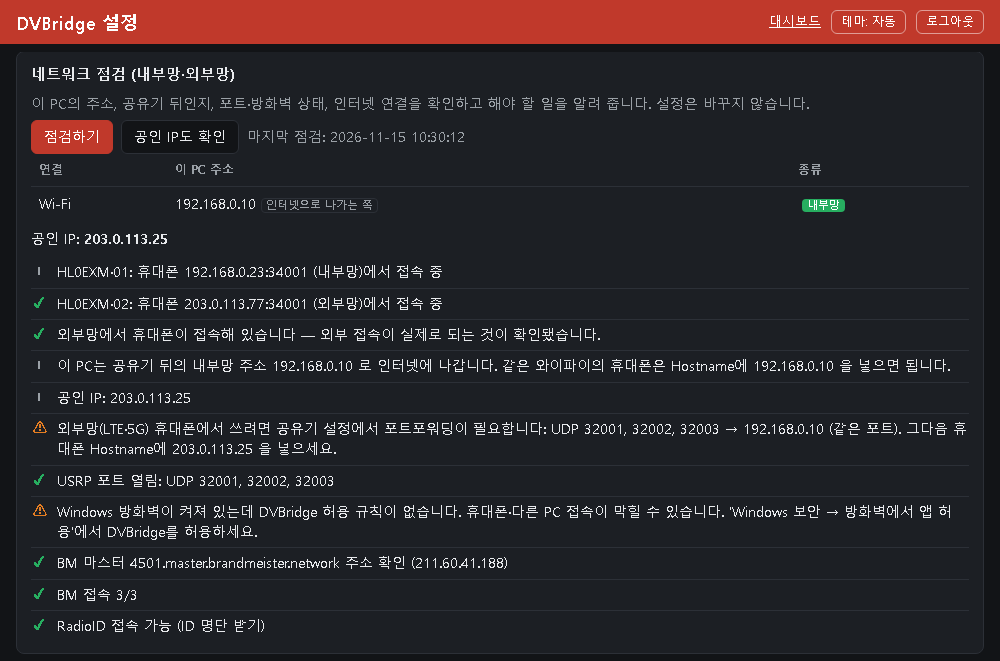 DVBridge 설정
대시보드 테마: 자동 로그아웃
네트워크 점검 (내부망·외부망)
이 PC의 주소, 공유기 뒤인지, 포트·방화벽 상태, 인터넷 연결을 확인하고 해야 할 일을 알려 줍니다. 설정은 바꾸지 않습니다.
점검하기 공인 IP도 확인 마지막 점검: 2026-11-15 10:30:12
연결 이 PC 주소 종류
Wi-Fi 192.168.0.10 인터넷으로 나가는 쪽 내부망
공인 IP: 203.0.113.25
HL0EXM-01: 휴대폰 192.168.0.23:34001 (내부망)에서 접속 중
HL0EXM-02: 휴대폰 203.0.113.77:34001 (외부망)에서 접속 중
외부망에서 휴대폰이 접속해 있습니다 — 외부 접속이 실제로 되는 것이 확인됐습니다.
이 PC는 공유기 뒤의 내부망 주소 192.168.0.10 로 인터넷에 나갑니다. 같은 와이파이의 휴대폰은 Hostname에 192.168.0.10 을 넣으면 됩니다.
공인 IP: 203.0.113.25
외부망(LTE·5G) 휴대폰에서 쓰려면 공유기 설정에서 포트포워딩이 필요합니다: UDP 32001, 32002, 32003 → 192.168.0.10 (같은 포트). 그다음 휴
대폰 Hostname에 203.0.113.25 을 넣으세요.
USRP 포트 열림: UDP 32001, 32002, 32003
Windows 방화벽이 켜져 있는데 DVBridge 허용 규칙이 없습니다. 휴대폰·다른 PC 접속이 막힐 수 있습니다. 'Windows 보안 → 방화벽에서 앱 허
용'에서 DVBridge를 허용하세요.
BM 마스터 4501.master.brandmeister.network 주소 확인 (211.60.41.188)
BM 접속 3/3
RadioID 접속 가능 (ID 명단 받기)